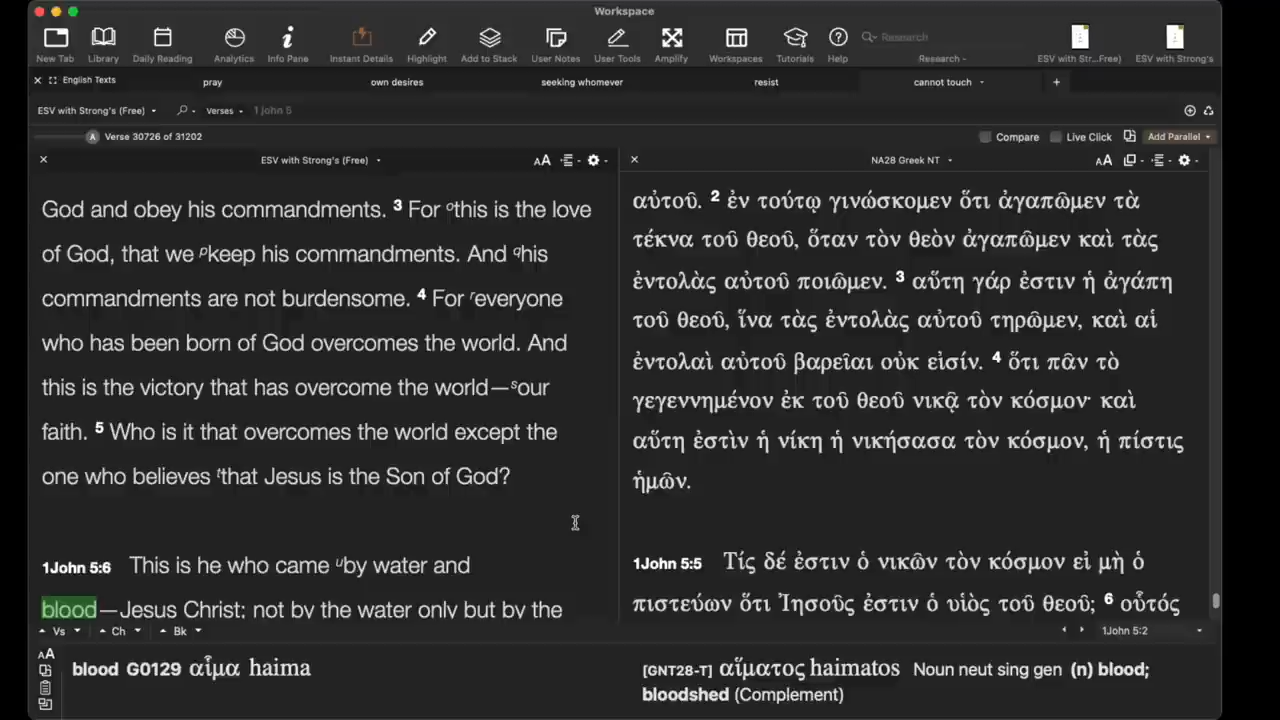 Workspace
New Tab Library Daily Reading Analytics Info Pane Instant Details Highlight Add to Stack User Notes User Tools Amplify Workspaces Tutorials Help Research
Research ESV with Str...Free) ESV with Strong's
English Texts pray own desires seeking whomever resist cannot touch +
ESV with Strong's (Free) Verses 1 John 5
A Verse 30726 of 31202 Compare Live Click Add Parallel
ESV with Strong's (Free) AA
God and obey his commandments. 3 For ᵒthis is the love
of God, that we ᵖkeep his commandments. And ᑫhis
commandments are not burdensome. 4 For ʳeveryone
who has been born of God overcomes the world. And
this is the victory that has overcome the world—ˢour
faith. 5 Who is it that overcomes the world except the
one who believes ᵗthat Jesus is the Son of God?
1John 5:6 This is he who came ᵘby water and
blood—Jesus Christ; not by the water only but by the
NA28 Greek NT AA
αὐτοῦ. 2 ἐν τούτῳ γινώσκομεν ὅτι ἀγαπῶμεν τὰ
τέκνα τοῦ θεοῦ, ὅταν τὸν θεὸν ἀγαπῶμεν καὶ τὰς
ἐντολὰς αὐτοῦ ποιῶμεν. 3 αὕτη γάρ ἐστιν ἡ ἀγάπη
τοῦ θεοῦ, ἵνα τὰς ἐντολὰς αὐτοῦ τηρῶμεν, καὶ αἱ
ἐντολαὶ αὐτοῦ βαρεῖαι οὐκ εἰσίν. 4 ὅτι πᾶν τὸ
γεγεννημένον ἐκ τοῦ θεοῦ νικᾷ τὸν κόσμον· καὶ
αὕτη ἐστὶν ἡ νίκη ἡ νικήσασα τὸν κόσμον, ἡ πίστις
ἡμῶν.
1John 5:5 Τίς δέ ἐστιν ὁ νικῶν τὸν κόσμον εἰ μὴ ὁ
πιστεύων ὅτι Ἰησοῦς ἐστιν ὁ υἱὸς τοῦ θεοῦ; 6 οὗτός
Vs Ch Bk 1John 5:2
AA
blood G0129 αἷμα haima
[GNT28-T] αἵματος haimatos Noun neut sing gen (n) blood;
bloodshed (Complement)